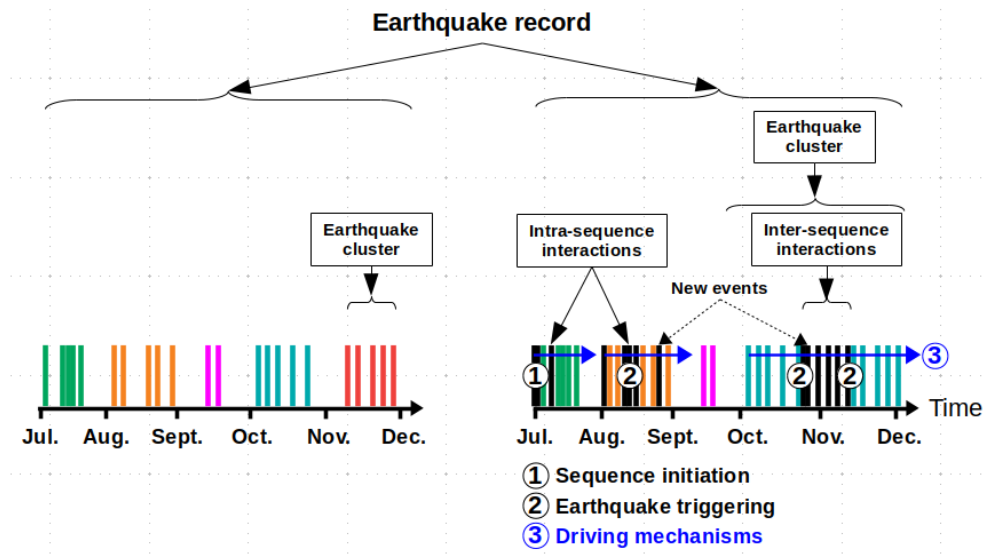 Earthquake record
Earthquake
cluster
Earthquake
cluster
Intra-sequence
interactions
Inter-sequence
interactions
New events
1
2
2
2
3
Time
Jul. Aug. Sept. Oct. Nov. Dec.
Jul. Aug. Sept. Oct. Nov. Dec.
1 Sequence initiation
2 Earthquake triggering
3 Driving mechanisms